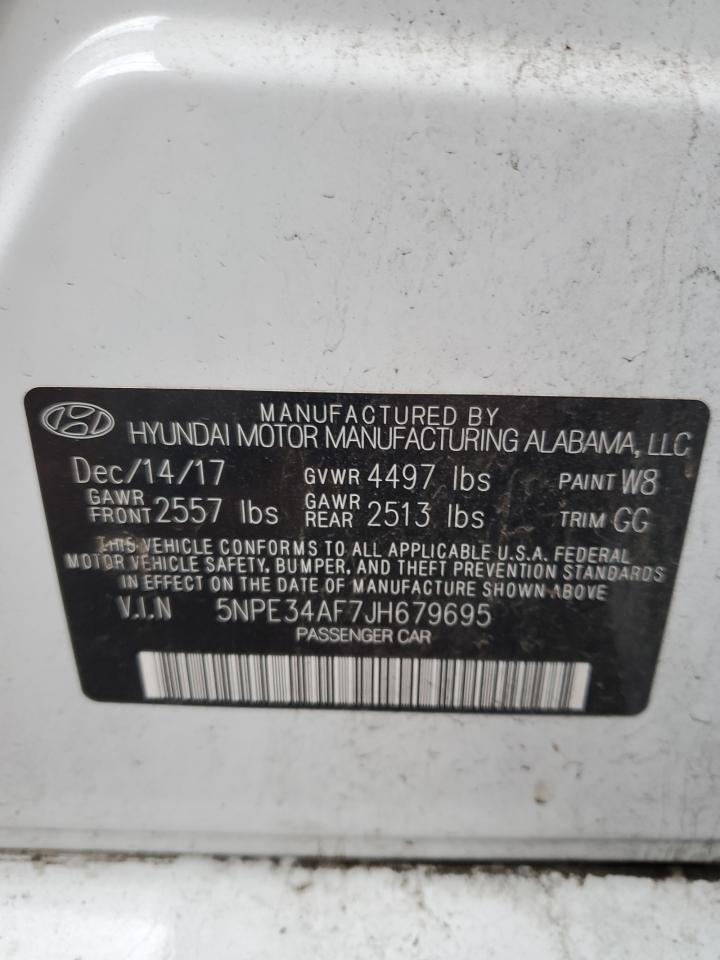 MANUFACTURED BY
HYUNDAI MOTOR MANUFACTURING ALABAMA, LLC
Dec/14/17 GVWR 4497 lbs PAINT W8
GAWR FRONT 2557 lbs GAWR REAR 2513 lbs TRIM GG
THIS VEHICLE CONFORMS TO ALL APPLICABLE U.S.A. FEDERAL
MOTOR VEHICLE SAFETY, BUMPER, AND THEFT PREVENTION STANDARDS
IN EFFECT ON THE DATE OF MANUFACTURE SHOWN ABOVE
V.I.N 5NPE34AF7JH679695
PASSENGER CAR